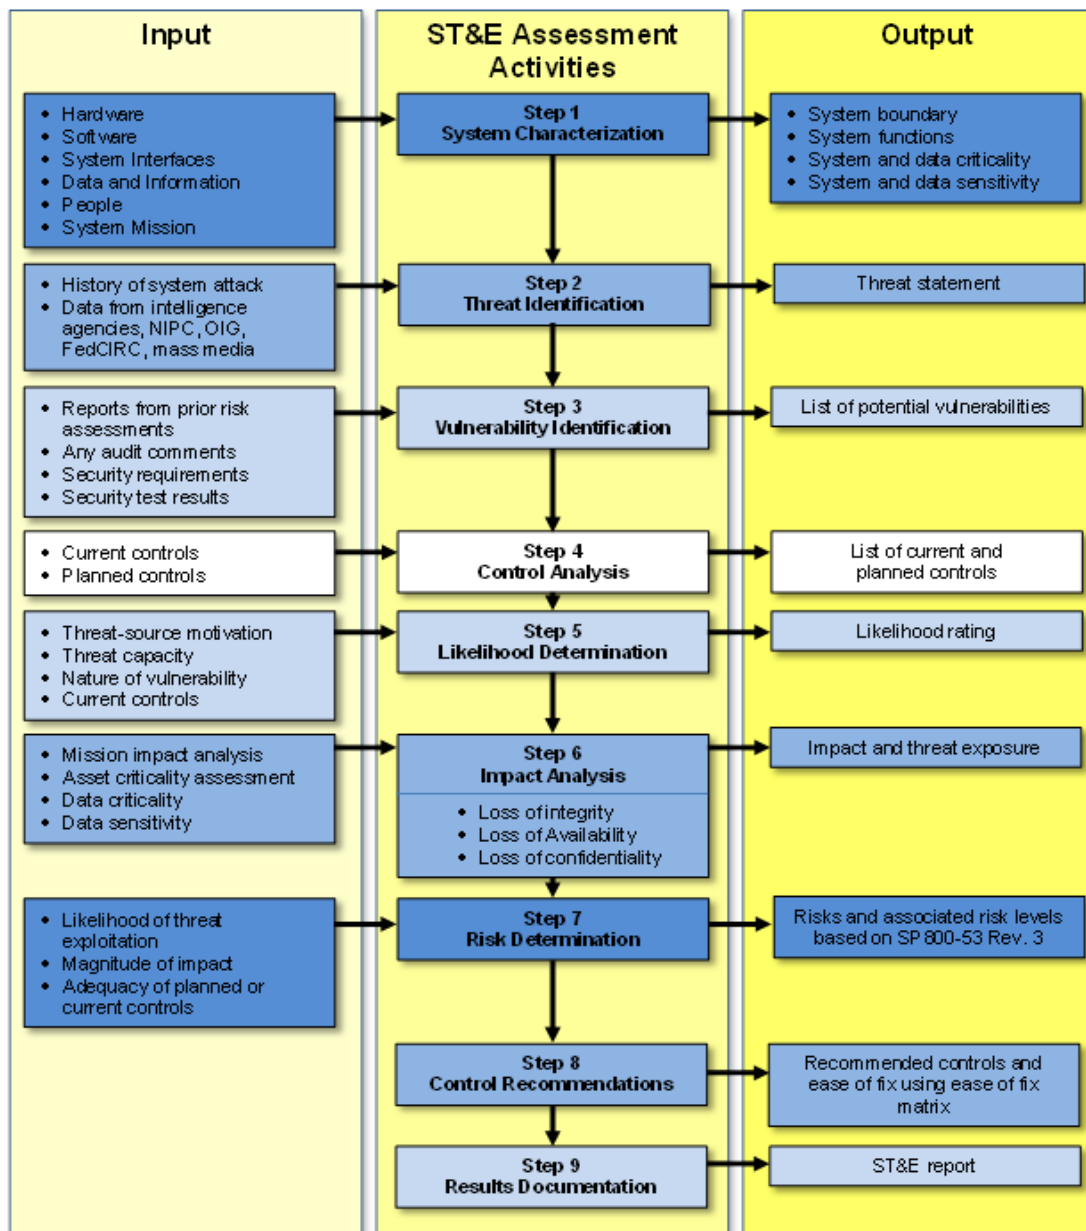 Input
ST&E Assessment
Activities
Output
• Hardware
• Software
• System Interfaces
• Data and Information
• People
• System Mission
Step 1
System Characterization
• System boundary
• System functions
• System and data criticality
• System and data sensitivity
• History of system attack
• Data from intelligence
agencies, NIPC, OIG,
FedCIRC, mass media
Step 2
Threat Identification
Threat statement
• Reports from prior risk
assessments
• Any audit comments
• Security requirements
• Security test results
Step 3
Vulnerability Identification
List of potential vulnerabilities
• Current controls
• Planned controls
Step 4
Control Analysis
List of current and
planned controls
• Threat-source motivation
• Threat capacity
• Nature of vulnerability
• Current controls
Step 5
Likelihood Determination
Likelihood rating
• Mission impact analysis
• Asset criticality assessment
• Data criticality
• Data sensitivity
Step 6
Impact Analysis
• Loss of integrity
• Loss of Availability
• Loss of confidentiality
Impact and threat exposure
• Likelihood of threat
exploitation
• Magnitude of impact
• Adequacy of planned or
current controls
Step 7
Risk Determination
Risks and associated risk levels
based on SP800-53 Rev. 3
Step 8
Control Recommendations
Recommended controls and
ease of fix using ease of fix
matrix
Step 9
Results Documentation
ST&E report